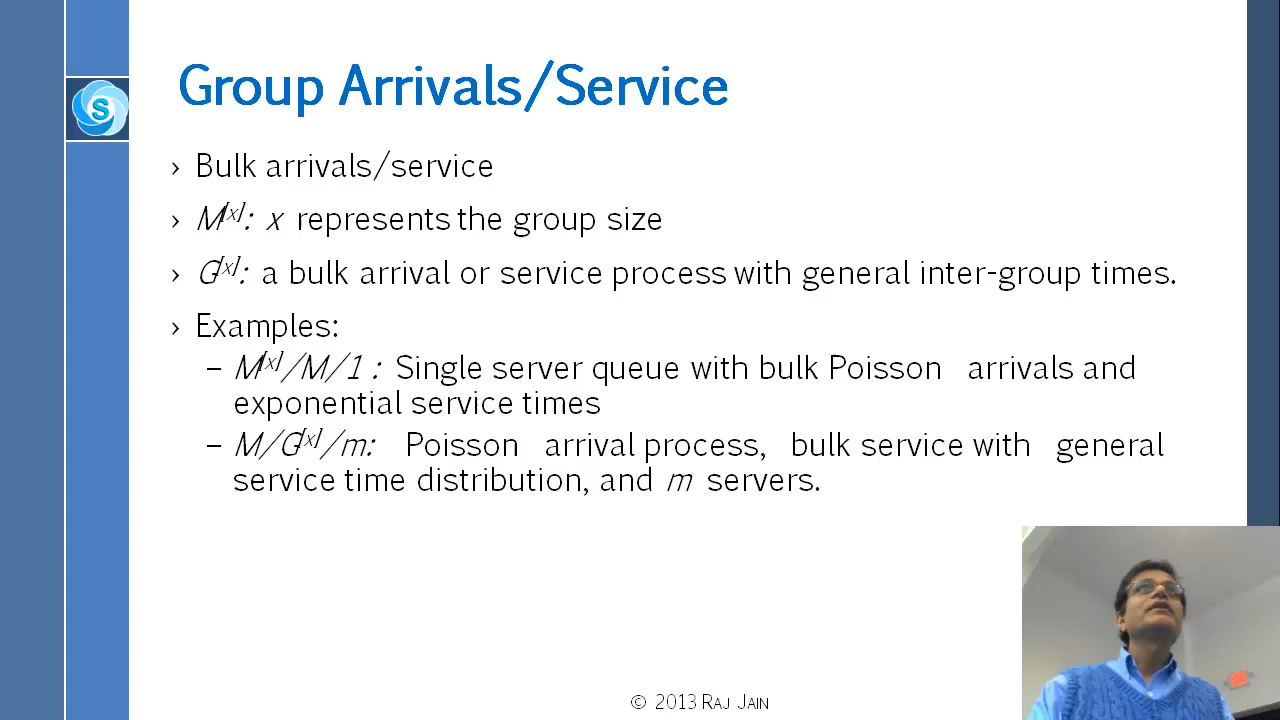 Group Arrivals/Service
S
› Bulk arrivals/service
› M[x]: x represents the group size
› G[x]: a bulk arrival or service process with general inter-group times.
› Examples:
– M[x]/M/1 : Single server queue with bulk Poisson arrivals and
exponential service times
– M/G[x]/m: Poisson arrival process, bulk service with general
service time distribution, and m servers.
© 2013 RAJ JAIN